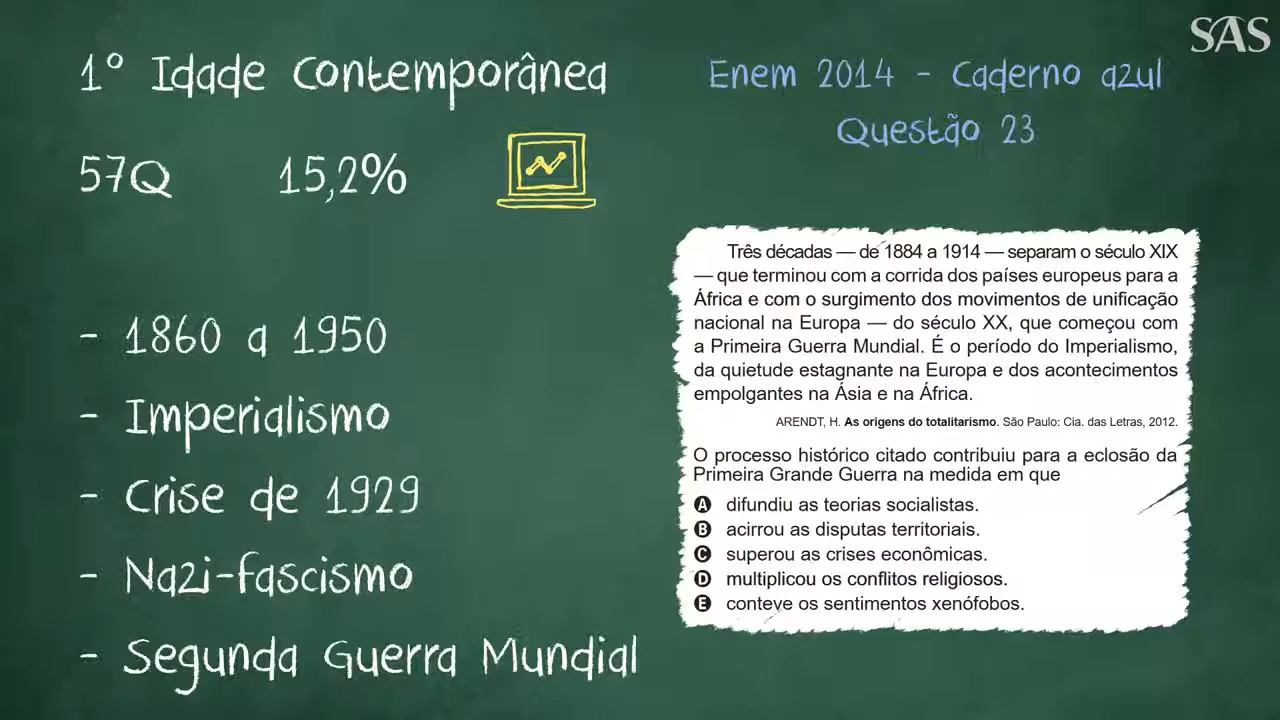 SAS
1º Idade Contemporânea
57Q 15,2%
- 1860 a 1950
- Imperialismo
- Crise de 1929
- Nazi-fascismo
- Segunda Guerra Mundial
Enem 2014 - Caderno azul
Questão 23
Três décadas — de 1884 a 1914 — separam o século XIX
— que terminou com a corrida dos países europeus para a
África e com o surgimento dos movimentos de unificação
nacional na Europa — do século XX, que começou com
a Primeira Guerra Mundial. É o período do Imperialismo,
da quietude estagnante na Europa e dos acontecimentos
empolgantes na Ásia e na África.
ARENDT, H. As origens do totalitarismo. São Paulo: Cia. das Letras, 2012.
O processo histórico citado contribuiu para a eclosão da
Primeira Grande Guerra na medida em que
A difundiu as teorias socialistas.
B acirrou as disputas territoriais.
C superou as crises econômicas.
D multiplicou os conflitos religiosos.
E conteve os sentimentos xenófobos.